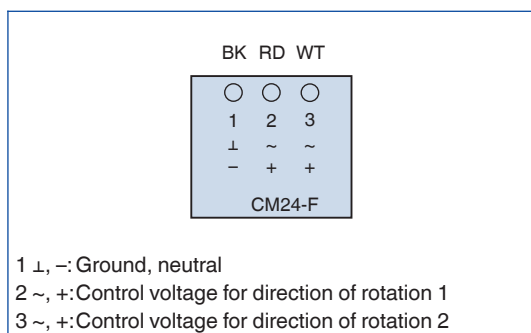 BK RD WT
1 2 3
⊥ ~ ~
– + +
CM24-F
1 ⊥, –: Ground, neutral
2 ~, +:Control voltage for direction of rotation 1
3 ~, +:Control voltage for direction of rotation 2